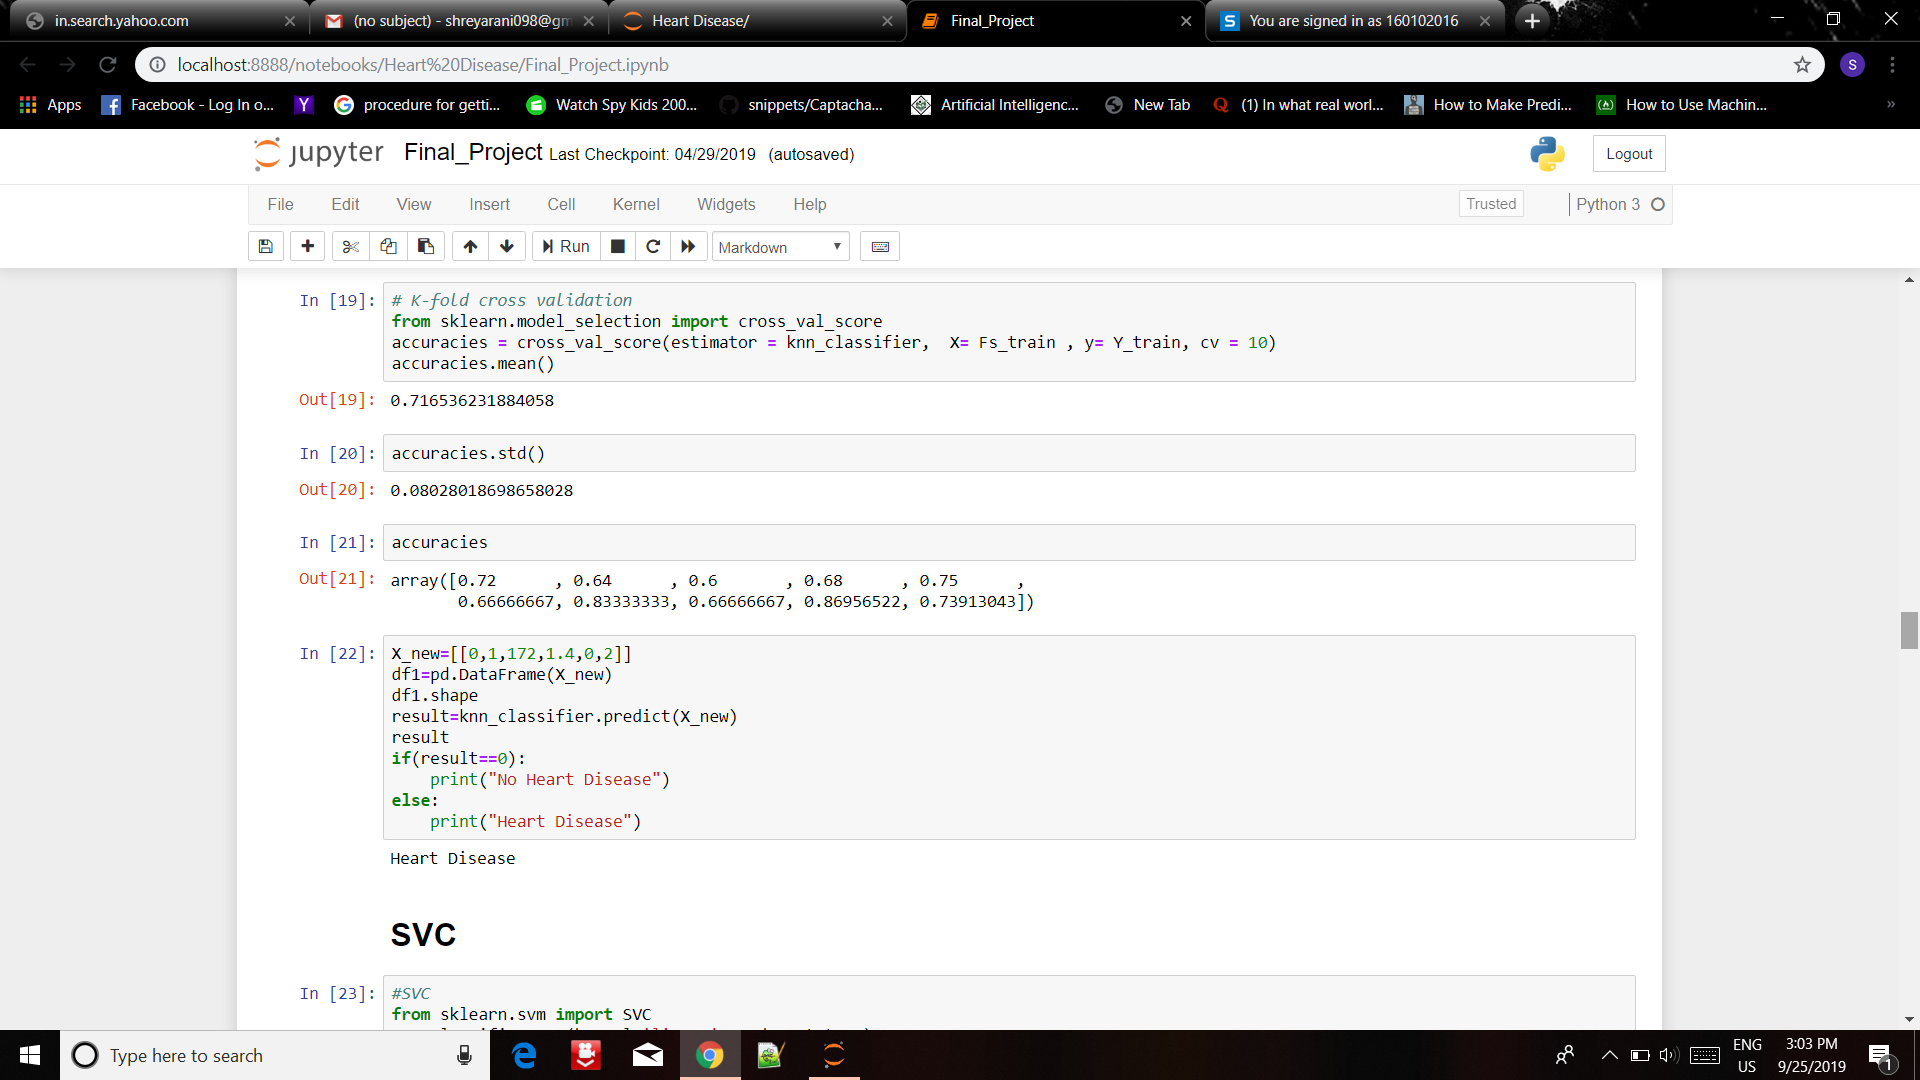 in.search.yahoo.com
(no subject) - shreyarani098@gm
Heart Disease/
Final_Project
You are signed in as 160102016
localhost:8888/notebooks/Heart%20Disease/Final_Project.ipynb
S
Apps
Facebook - Log In o...
procedure for getti...
Watch Spy Kids 200...
snippets/Captacha...
Artificial Intelligenc...
New Tab
(1) In what real worl...
How to Make Predi...
How to Use Machin...
»
jupyter Final_Project Last Checkpoint: 04/29/2019 (autosaved)
Logout
File Edit View Insert Cell Kernel Widgets Help
Trusted
Python 3
Run
Markdown
In [19]: # K-fold cross validation
from sklearn.model_selection import cross_val_score
accuracies = cross_val_score(estimator = knn_classifier,  X= Fs_train , y= Y_train, cv = 10)
accuracies.mean()
Out[19]: 0.716536231884058
In [20]: accuracies.std()
Out[20]: 0.08028018698658028
In [21]: accuracies
Out[21]: array([0.72      , 0.64      , 0.6       , 0.68      , 0.75      ,
0.66666667, 0.83333333, 0.66666667, 0.86956522, 0.73913043])
In [22]: X_new=[[0,1,172,1.4,0,2]]
df1=pd.DataFrame(X_new)
df1.shape
result=knn_classifier.predict(X_new)
result
if(result==0):
    print("No Heart Disease")
else:
    print("Heart Disease")
Heart Disease
SVC
In [23]: #SVC
from sklearn.svm import SVC
Type here to search
ENG
US
3:03 PM
9/25/2019
1